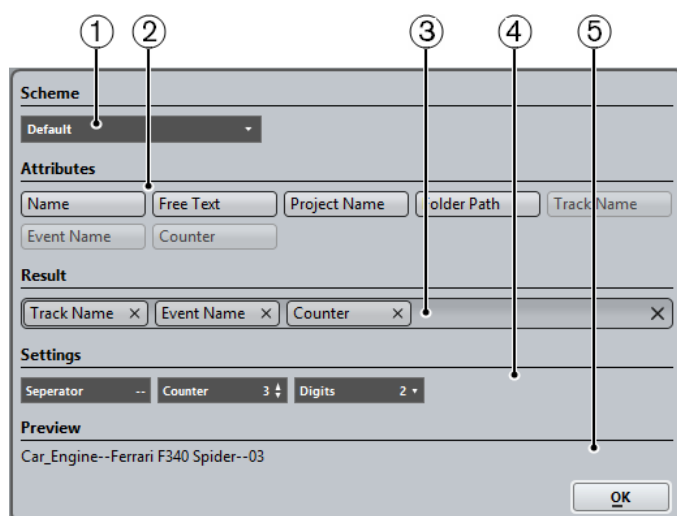 ① ② ③ ④ ⑤
Scheme
Default
Attributes
Name Free Text Project Name Folder Path Track Name
Event Name Counter
Result
Track Name × Event Name × Counter × ×
Settings
Seperator -- Counter 3 Digits 2
Preview
Car_Engine--Ferrari F340 Spider--03
OK